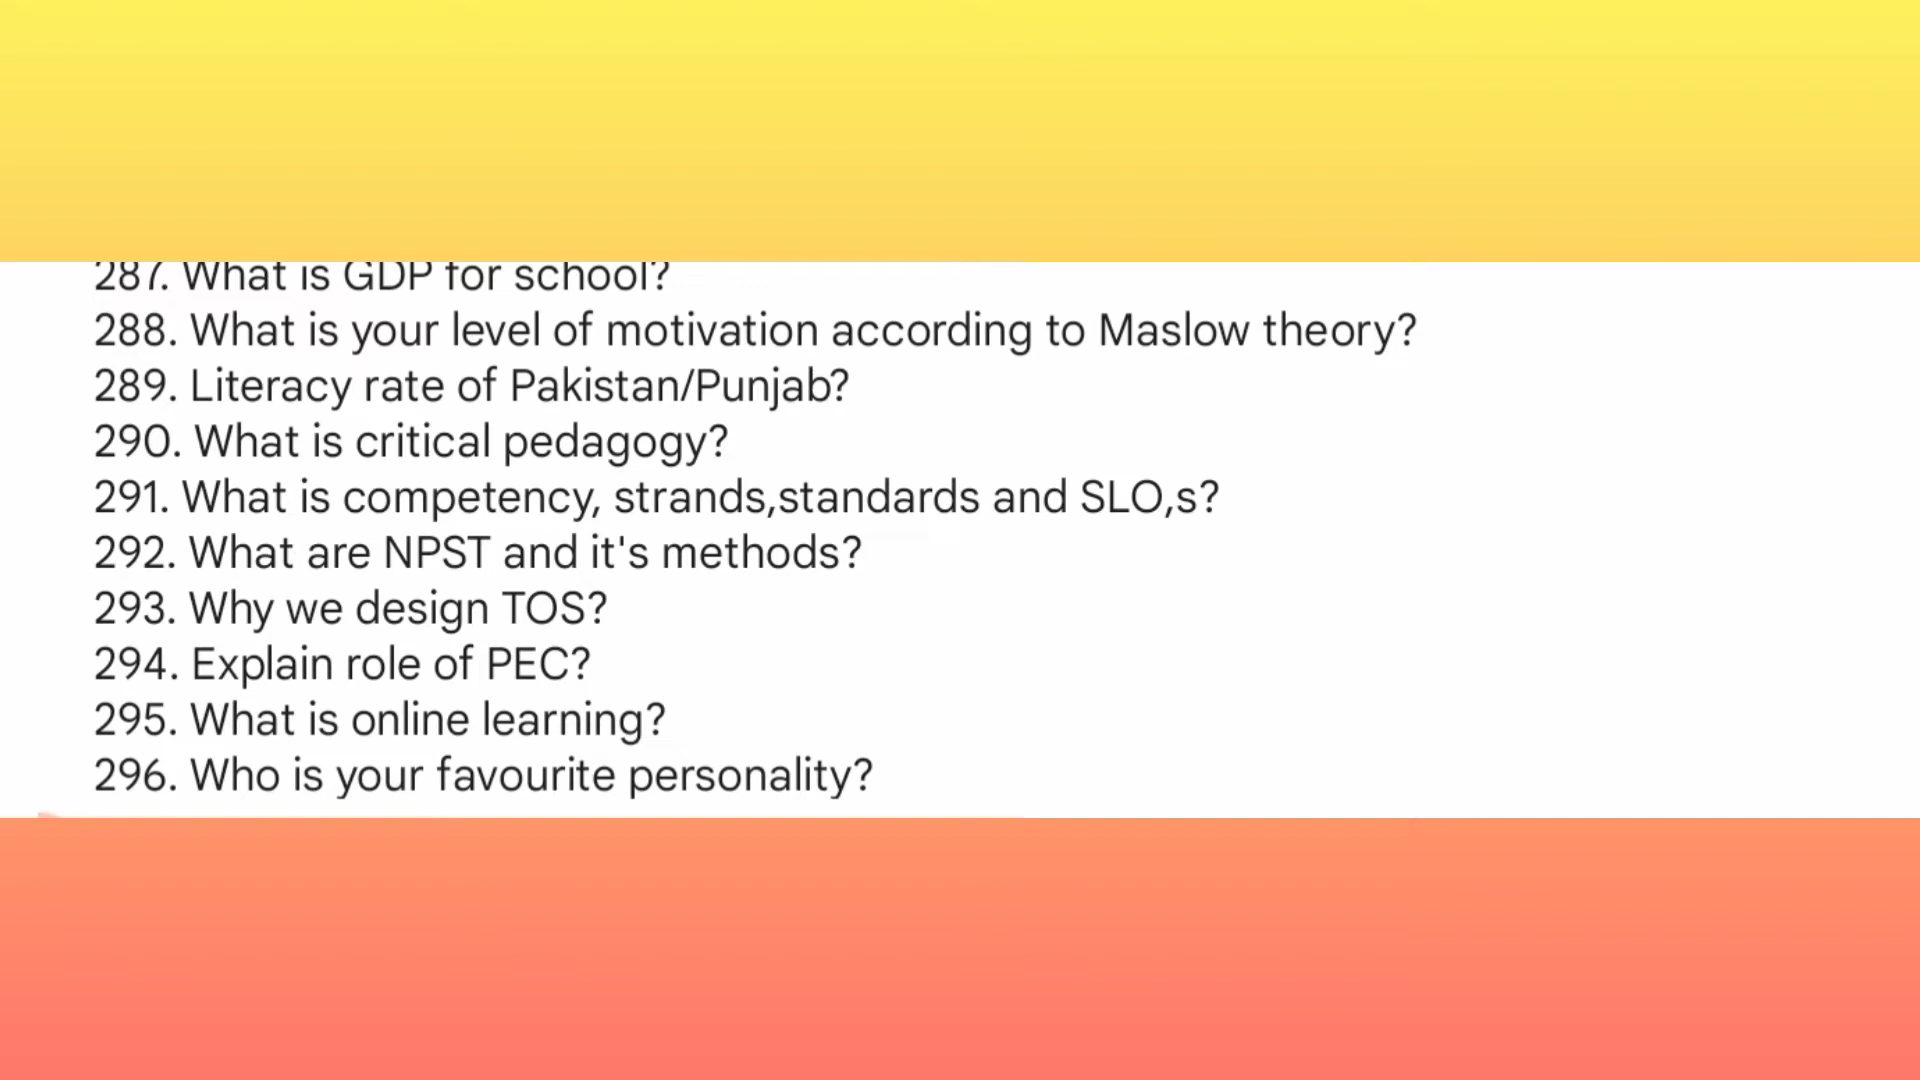 287. What is GDP for school?
288. What is your level of motivation according to Maslow theory?
289. Literacy rate of Pakistan/Punjab?
290. What is critical pedagogy?
291. What is competency, strands,standards and SLO,s?
292. What are NPST and it's methods?
293. Why we design TOS?
294. Explain role of PEC?
295. What is online learning?
296. Who is your favourite personality?